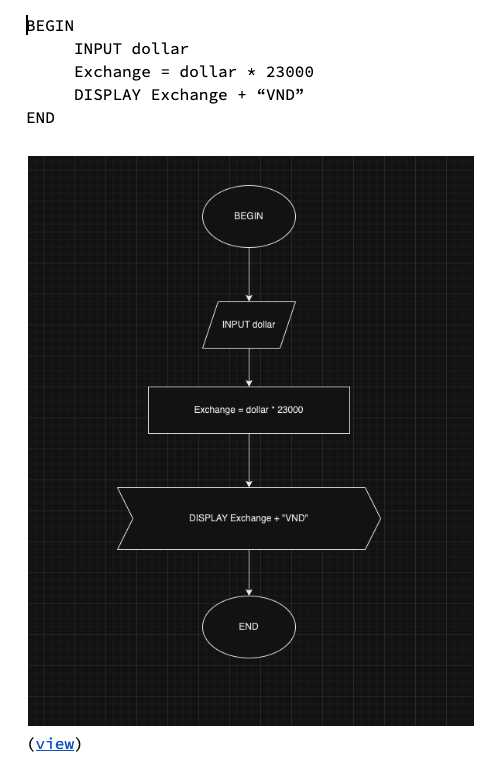 BEGIN
INPUT dollar
Exchange = dollar * 23000
DISPLAY Exchange + “VND”
END
BEGIN
INPUT dollar
Exchange = dollar * 23000
DISPLAY Exchange + "VND"
END
(view)